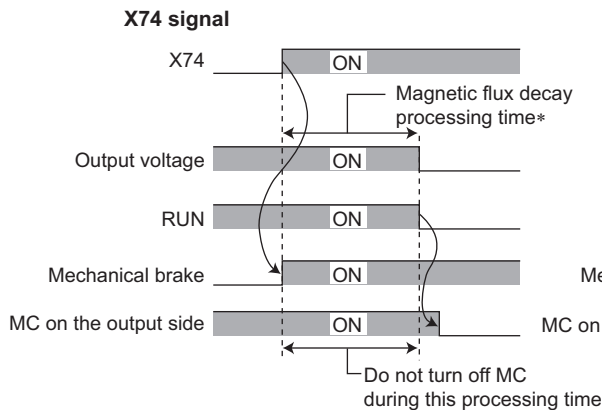 X74 signal
X74
ON
Magnetic flux decay
processing time*
Output voltage
ON
RUN
ON
Mechanical brake
ON
Me
MC on the output side
ON
MC on
Do not turn off MC
during this processing time